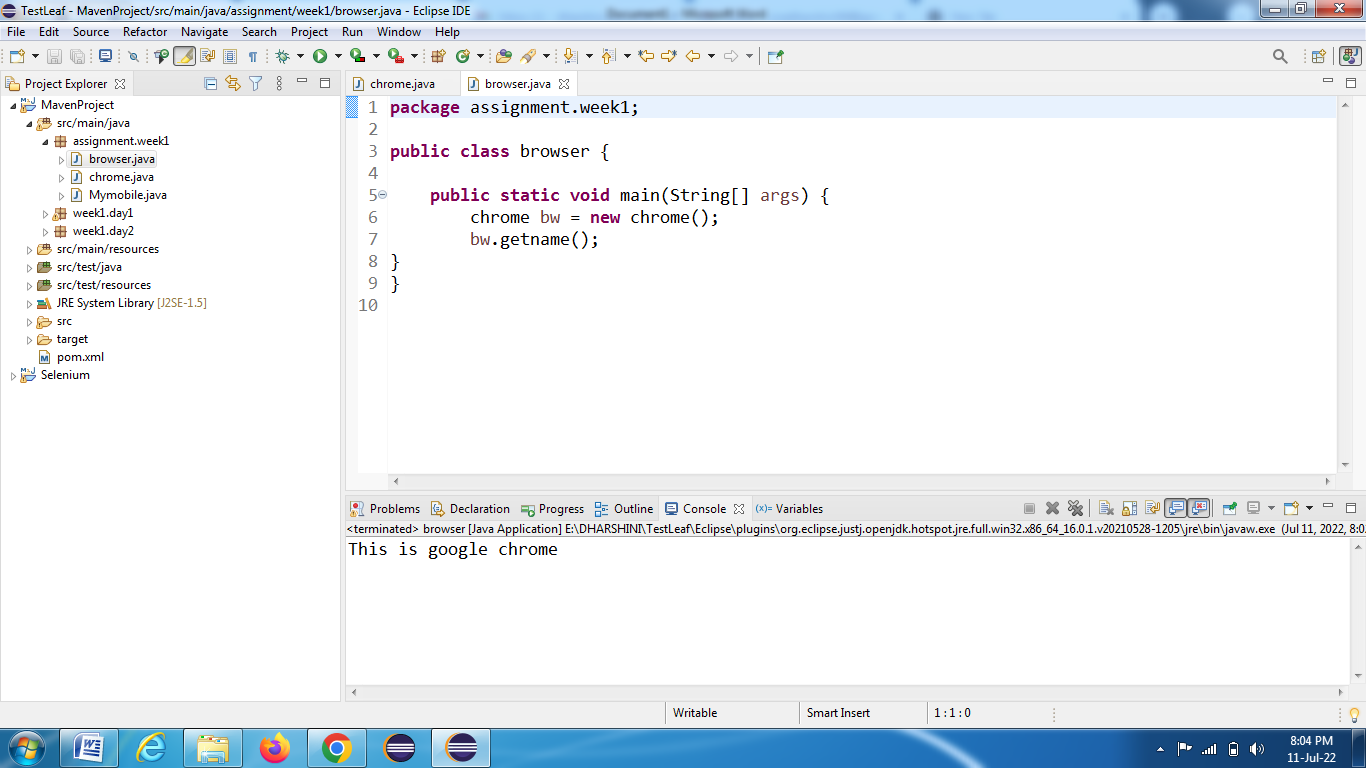 TestLeaf - MavenProject/src/main/java/assignment/week1/browser.java - Eclipse IDE
File Edit Source Refactor Navigate Search Project Run Window Help
Project Explorer
MavenProject
src/main/java
assignment.week1
browser.java
chrome.java
Mymobile.java
week1.day1
week1.day2
src/main/resources
src/test/java
src/test/resources
JRE System Library [J2SE-1.5]
src
target
pom.xml
Selenium
chrome.java browser.java
1 package assignment.week1;
2
3 public class browser {
4
5 public static void main(String[] args) {
6 chrome bw = new chrome();
7 bw.getname();
8 }
9 }
10
Problems Declaration Progress Outline Console (x)= Variables
<terminated> browser [Java Application] E:\DHARSHINI\TestLeaf\Eclipse\plugins\org.eclipse.justj.openjdk.hotspot.jre.full.win32.x86_64_16.0.1.v20210528-1205\jre\bin\javaw.exe (Jul 11, 2022, 8:0
This is google chrome
Writable Smart Insert 1 : 1 : 0
8:04 PM
11-Jul-22